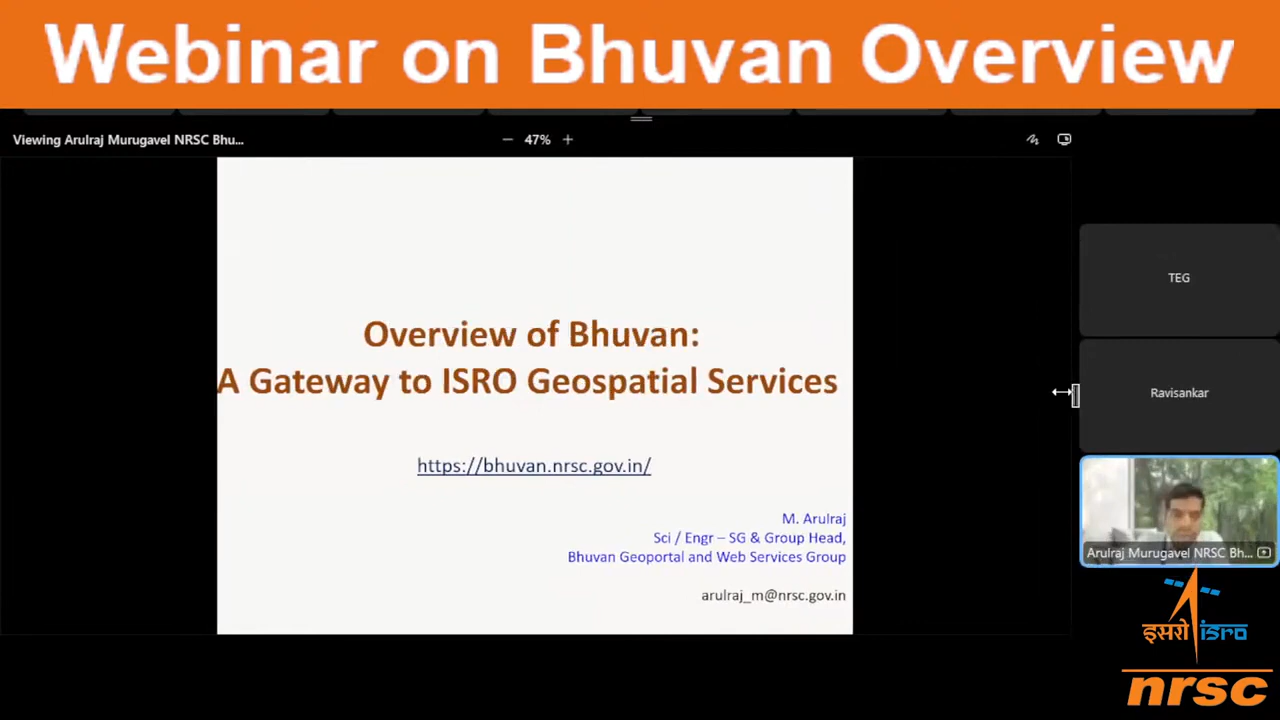 Webinar on Bhuvan Overview
Viewing Arulraj Murugavel NRSC Bhu...
47%
Overview of Bhuvan:
A Gateway to ISRO Geospatial Services
https://bhuvan.nrsc.gov.in/
M. Arulraj
Sci / Engr – SG & Group Head,
Bhuvan Geoportal and Web Services Group
arulraj_m@nrsc.gov.in
TEG
Ravisankar
Arulraj Murugavel NRSC Bh...
इसरो isro
nrsc